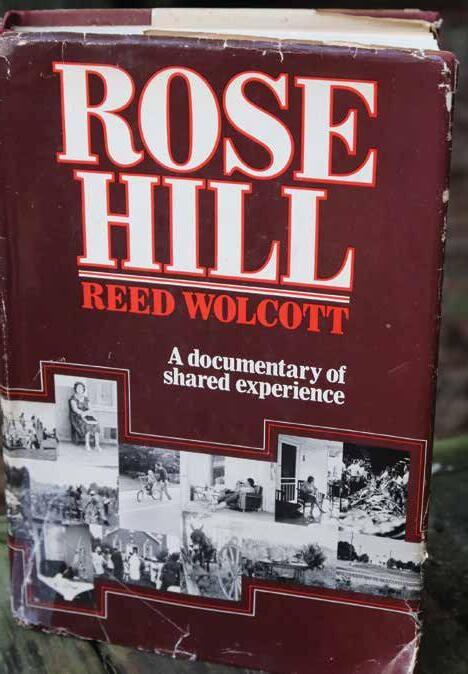 ROSE
HILL
REED WOLCOTT
A documentary of
shared experience